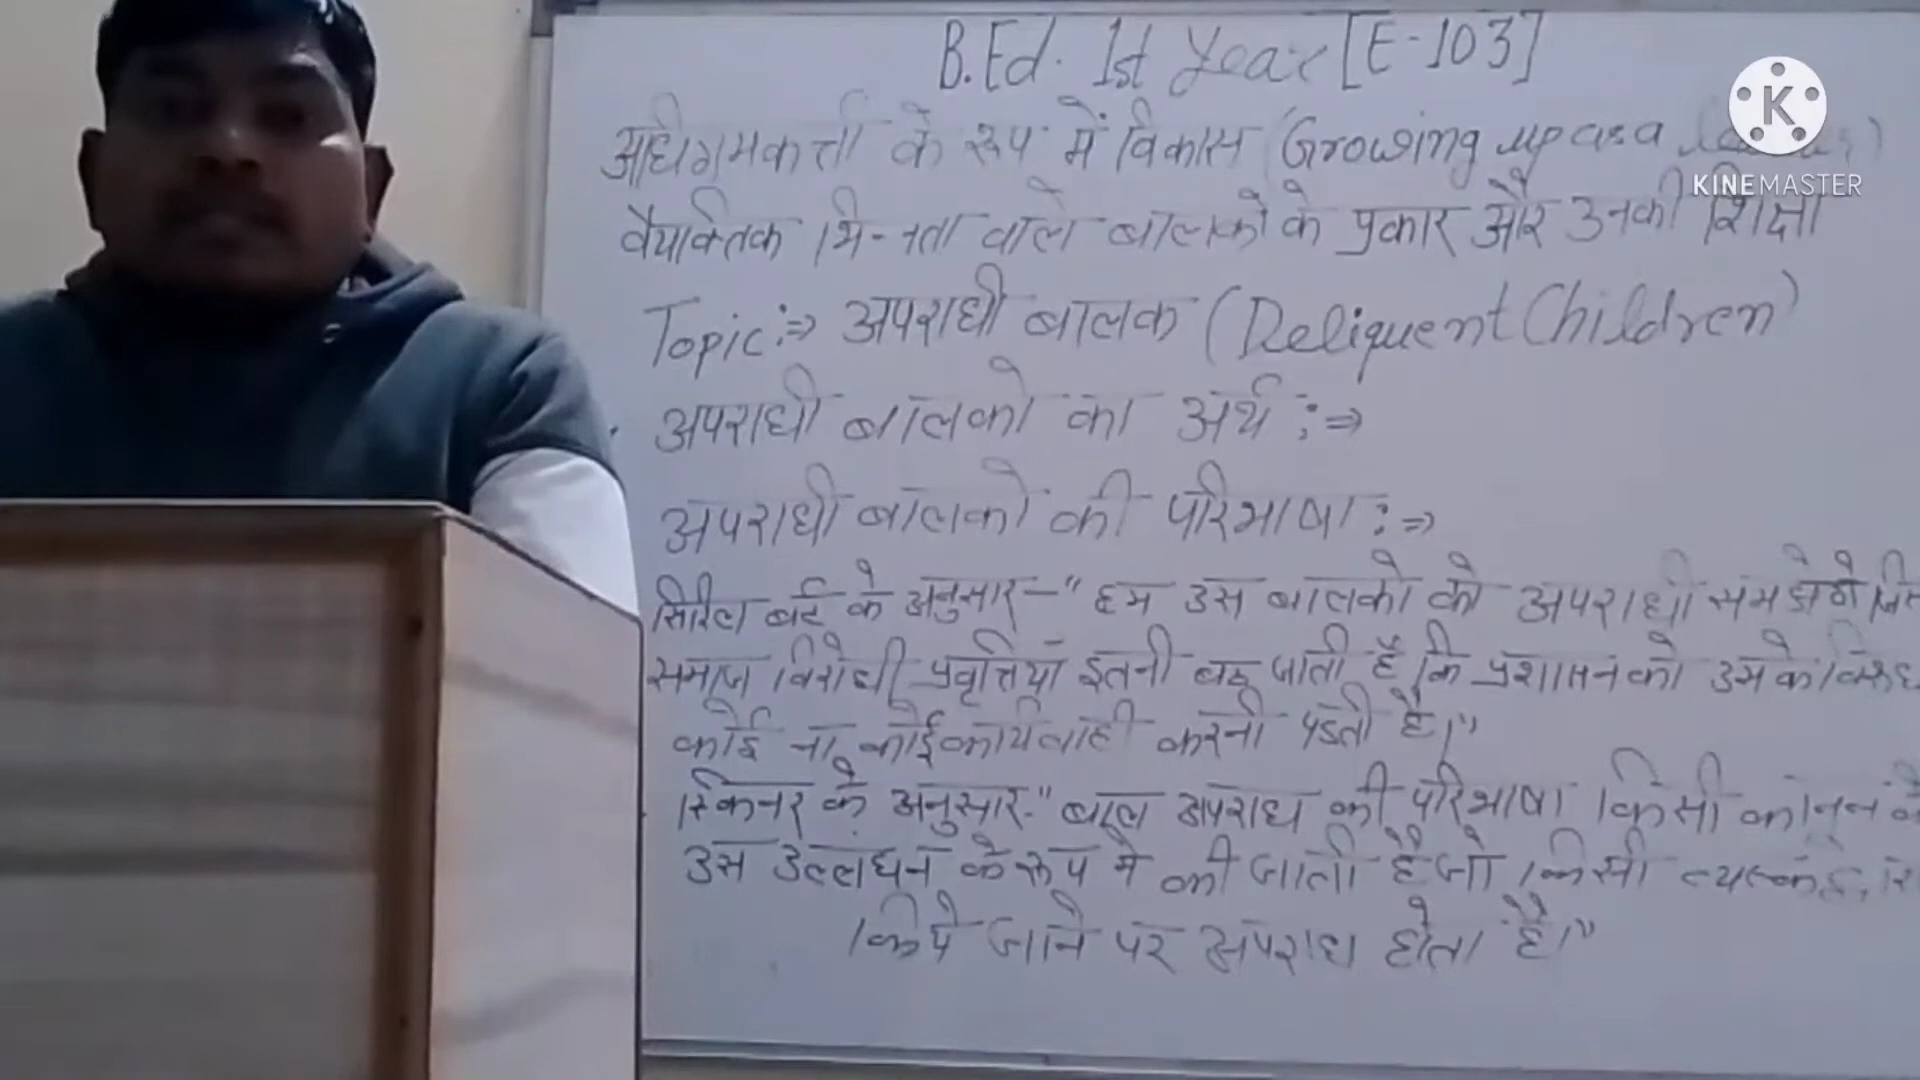 B.Ed. 1st Year [E-103]
अधिगमकर्त्ता के रूप में विकास (Growing up as a
KINEMASTER
वैयक्तिक भिन्नता वाले बालकों के प्रकार और उनकी शिक्षा
Topic:⇒ अपराधी बालक (Deliquent Children)
अपराधी बालको का अर्थ :⇒
अपराधी बालको की परिभाषा :⇒
सिरिल बर्ट के अनुसार - "हम उस बालको को अपराधी समझेगे
समाज विरोधी प्रवृत्तियाँ इतनी बढ़ जाती है कि प्रशासन को उसके विरूद्ध
कोई ना कोई कार्यवाही करनी पडती है।"
स्किनर के अनुसार - "बाल अपराध की परिभाषा किसी कानून के
उस उल्लघन के रूप मे की जाती है जो किसी
किये जाने पर अपराध होता है।"